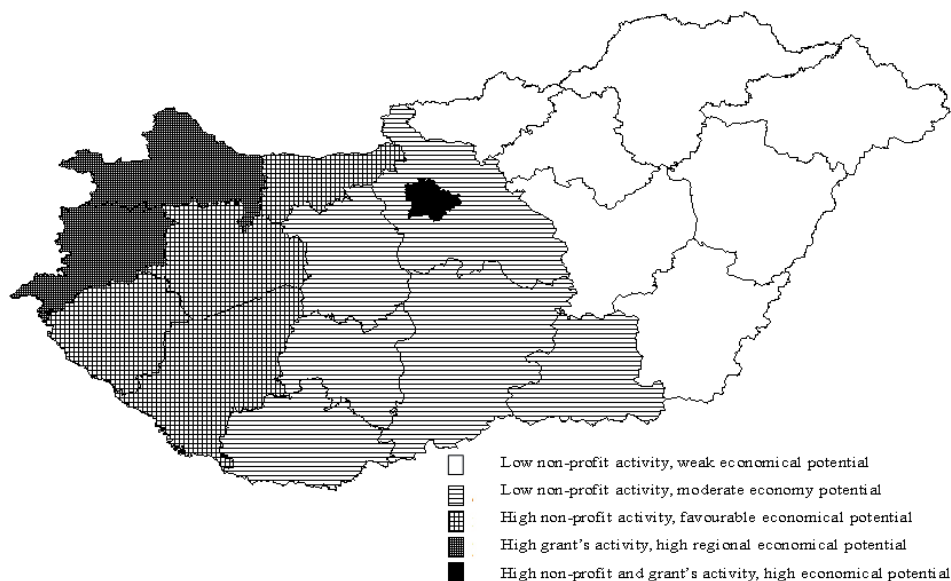 Low non-profit activity, weak economical potential
Low non-profit activity, moderate economy potential
High non-profit activity, favourable economical potential
High grant's activity, high regional economical potential
High non-profit and grant's activity, high economical potential